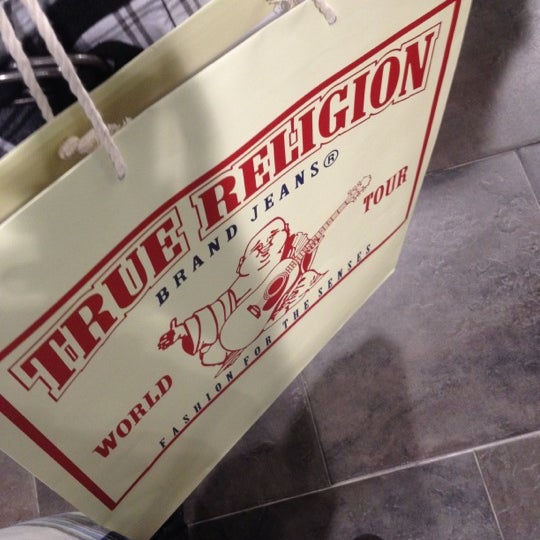 TRUE RELIGION
BRAND JEANS®
WORLD TOUR
FASHION FOR THE SENSES